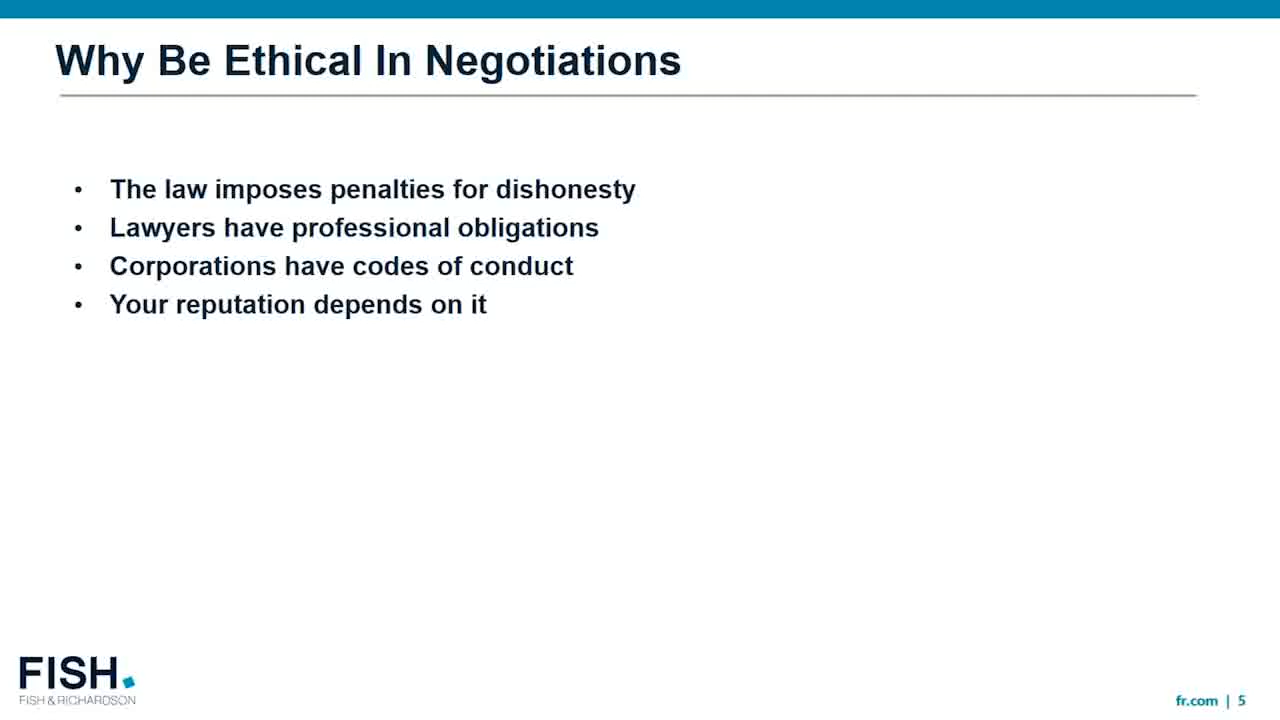 Why Be Ethical In Negotiations
• The law imposes penalties for dishonesty
• Lawyers have professional obligations
• Corporations have codes of conduct
• Your reputation depends on it
FISH.
FISH & RICHARDSON
fr.com | 5